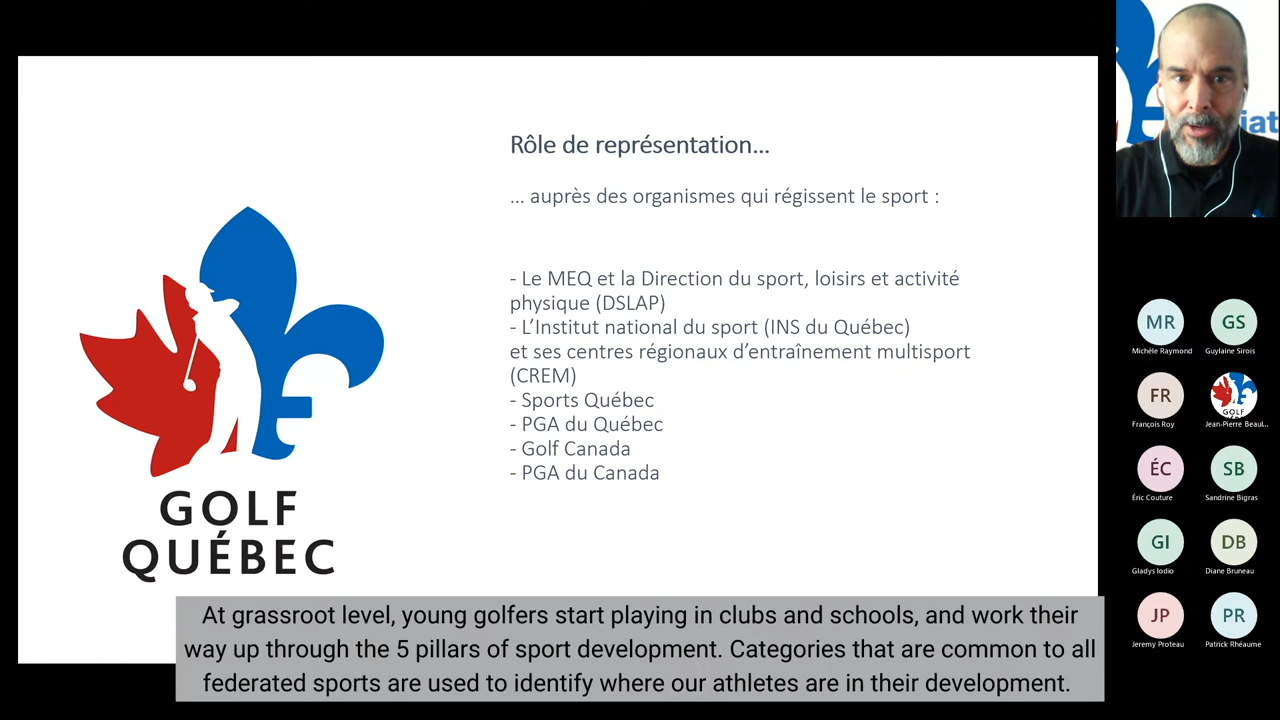 Rôle de représentation...
... auprès des organismes qui régissent le sport :
- Le MEQ et la Direction du sport, loisirs et activité
physique (DSLAP)
- L'Institut national du sport (INS du Québec)
et ses centres régionaux d'entraînement multisport
(CREM)
- Sports Québec
- PGA du Québec
- Golf Canada
- PGA du Canada
GOLF
QUÉBEC
At grassroot level, young golfers start playing in clubs and schools, and work their
way up through the 5 pillars of sport development. Categories that are common to all
federated sports are used to identify where our athletes are in their development.
iat
MR
Michèle Raymond
GS
Guylaine Sirois
FR
François Roy
GOLF
Jean-Pierre Beaul...
ÉC
Éric Couture
SB
Sandrine Bigras
GI
Gladys Iodio
DB
Diane Bruneau
JP
Jeremy Proteau
PR
Patrick Rhéaume